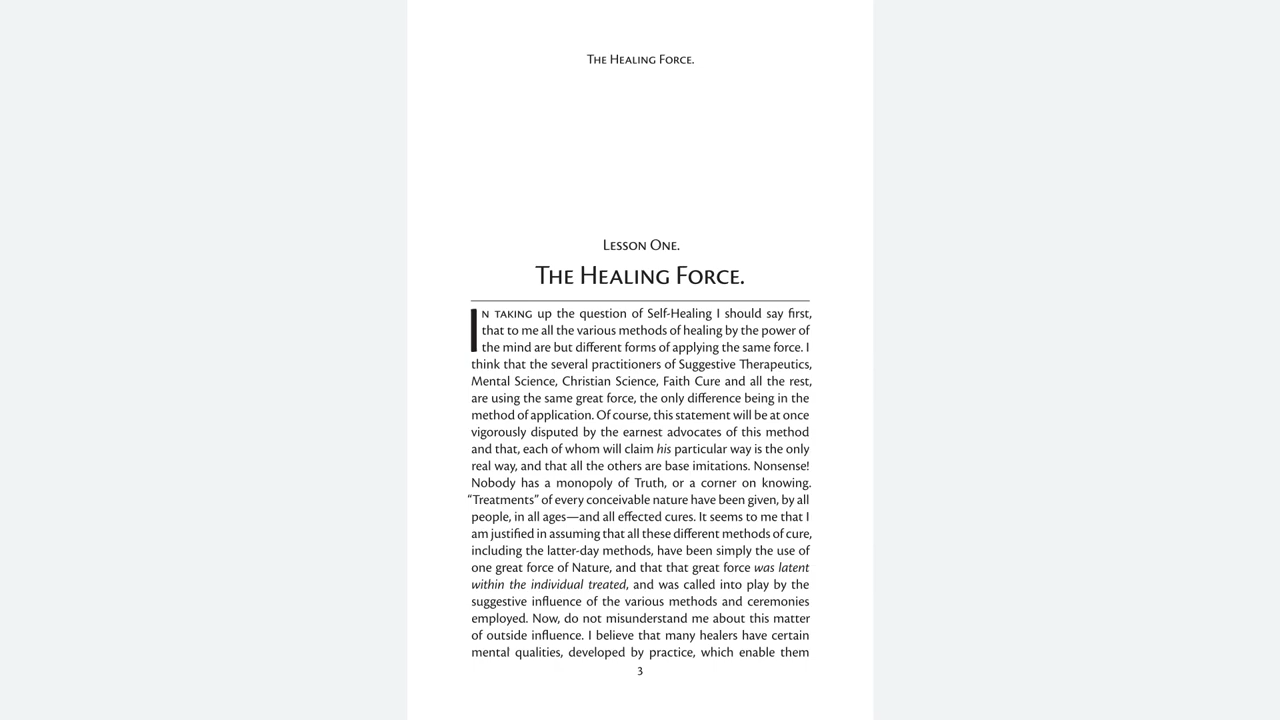 The Healing Force.
Lesson One.
The Healing Force.
In taking up the question of Self-Healing I should say first,
that to me all the various methods of healing by the power of
the mind are but different forms of applying the same force. I
think that the several practitioners of Suggestive Therapeutics,
Mental Science, Christian Science, Faith Cure and all the rest,
are using the same great force, the only difference being in the
method of application. Of course, this statement will be at once
vigorously disputed by the earnest advocates of this method
and that, each of whom will claim his particular way is the only
real way, and that all the others are base imitations. Nonsense!
Nobody has a monopoly of Truth, or a corner on knowing.
“Treatments” of every conceivable nature have been given, by all
people, in all ages—and all effected cures. It seems to me that I
am justified in assuming that all these different methods of cure,
including the latter-day methods, have been simply the use of
one great force of Nature, and that that great force was latent
within the individual treated, and was called into play by the
suggestive influence of the various methods and ceremonies
employed. Now, do not misunderstand me about this matter
of outside influence. I believe that many healers have certain
mental qualities, developed by practice, which enable them
3